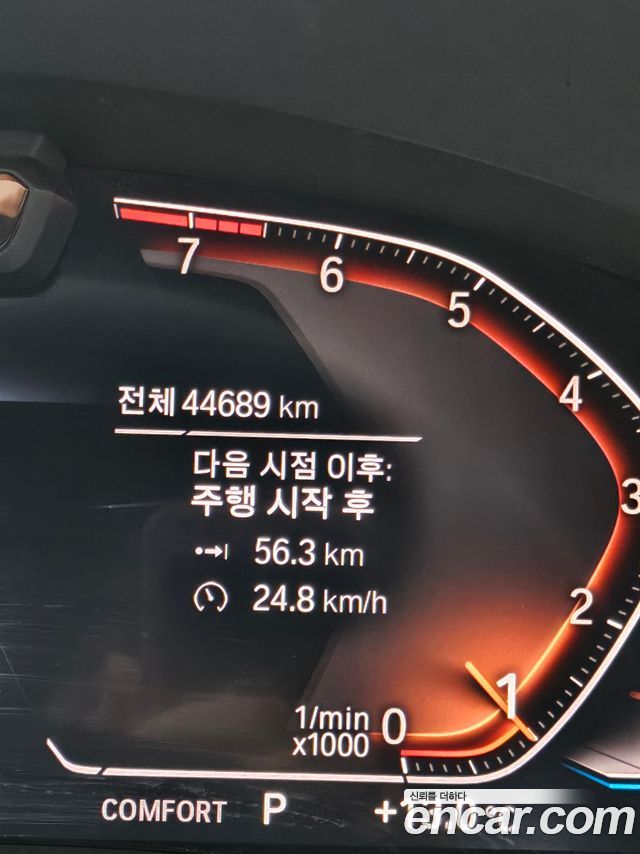 7
6
5
4
3
2
1
0
전체 44689 km
다음 시점 이후:
주행 시작 후
56.3 km
24.8 km/h
1/min
x1000
COMFORT P
신뢰를 더하다
encar.com